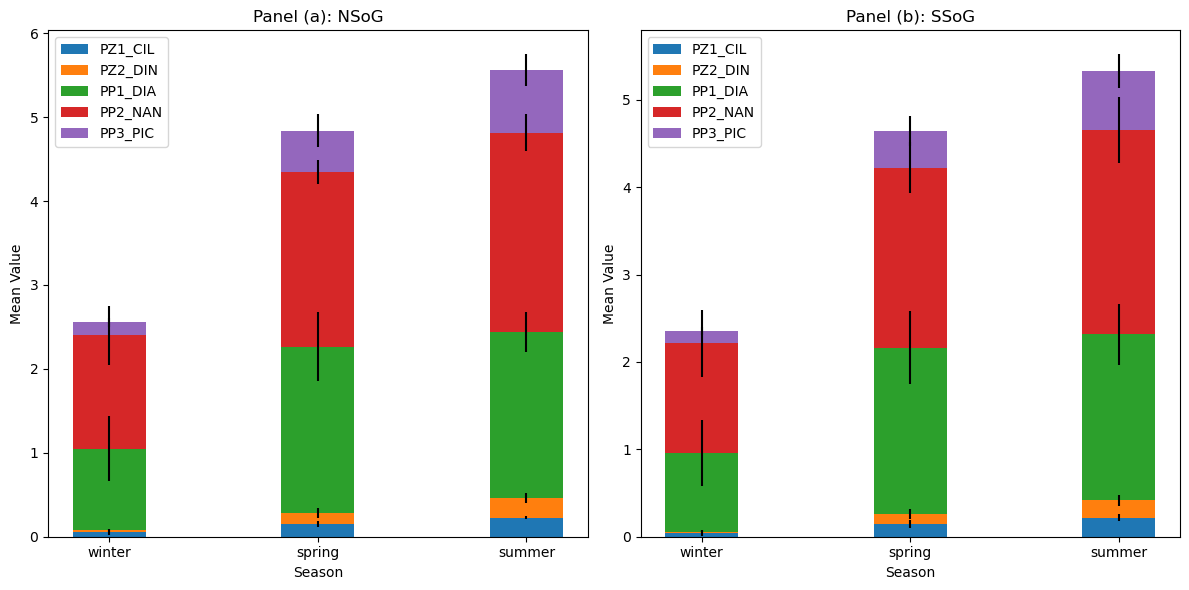 Panel (a): NSoG
6
5
4
3
2
1
0
Mean Value
PZ1_CIL
PZ2_DIN
PP1_DIA
PP2_NAN
PP3_PIC
winter
spring
summer
Season
Panel (b): SSoG
5
4
3
2
1
0
Mean Value
PZ1_CIL
PZ2_DIN
PP1_DIA
PP2_NAN
PP3_PIC
winter
spring
summer
Season